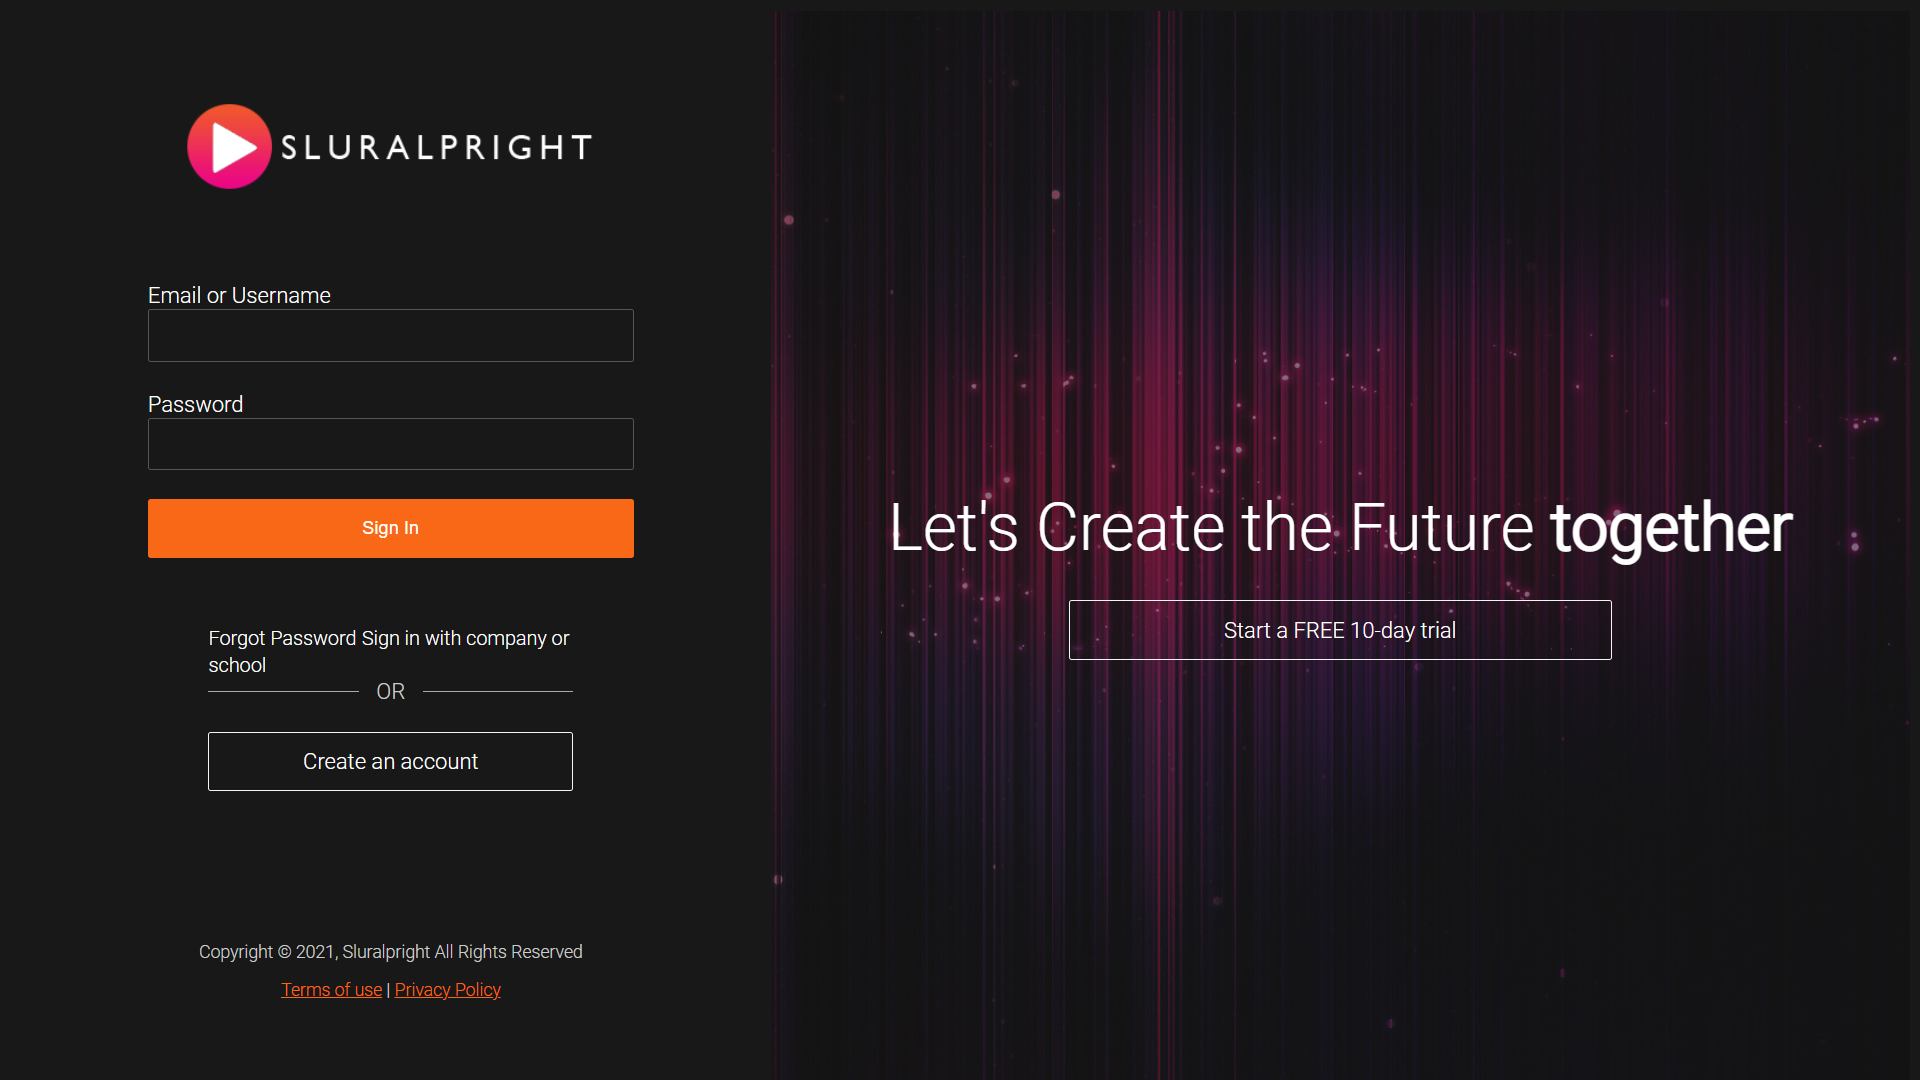 SLURALPRIGHT
Email or Username
Password
Sign In
Forgot Password Sign in with company or
school
OR
Create an account
Copyright © 2021, Sluralpright All Rights Reserved
Terms of use | Privacy Policy
Let's Create the Future together
Start a FREE 10-day trial